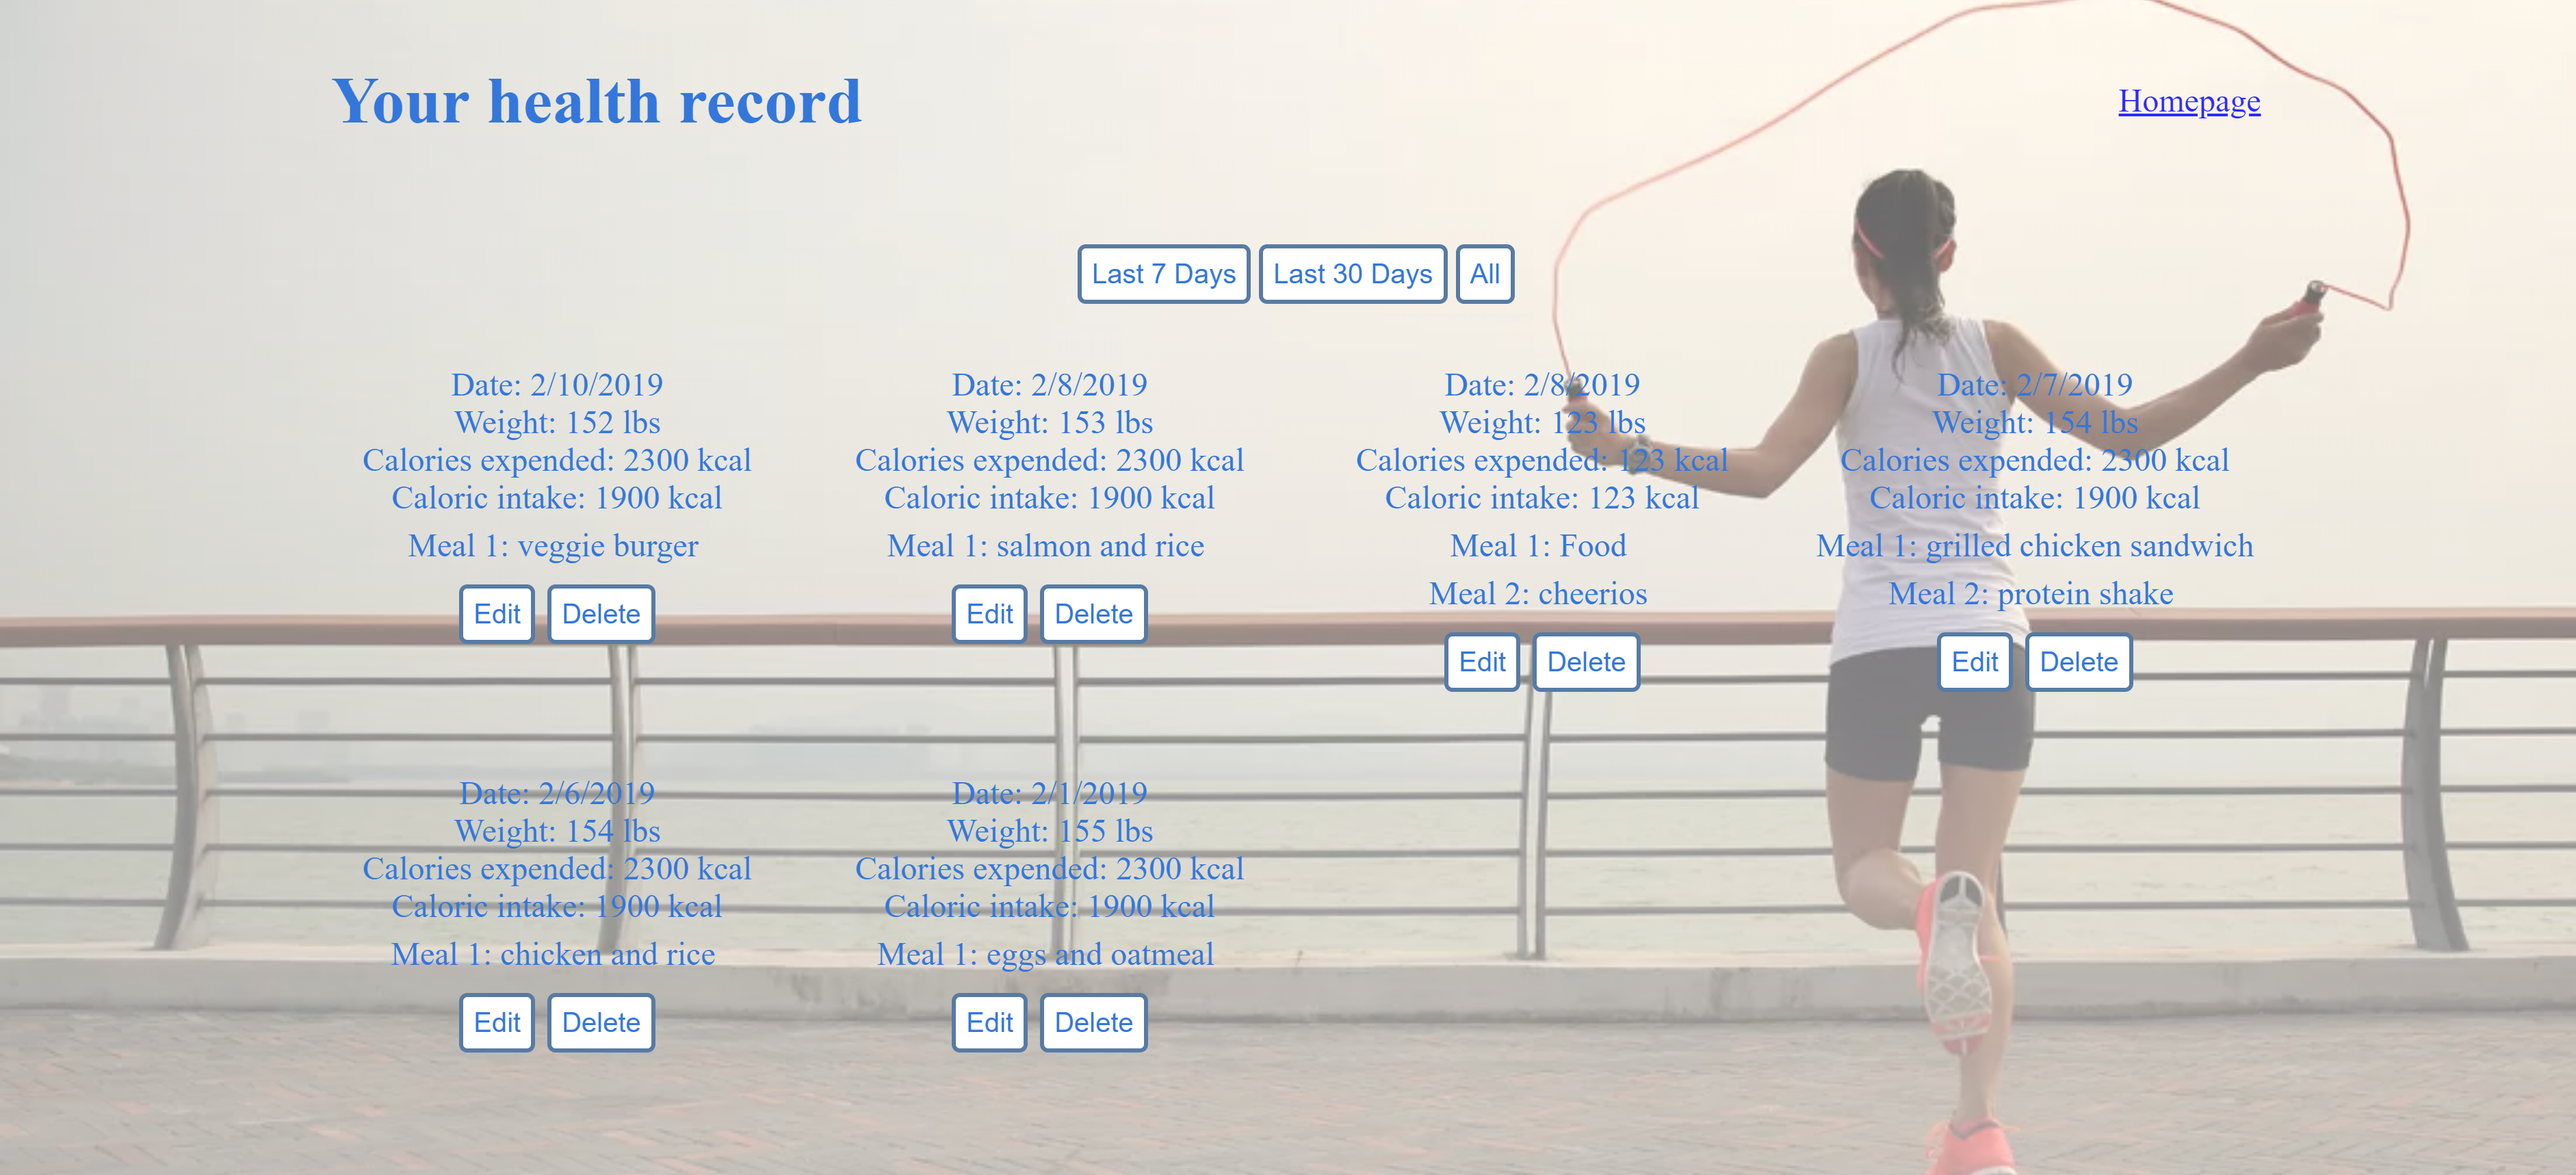 Your health record
Homepage
Last 7 Days
Last 30 Days
All
Date: 2/10/2019
Weight: 152 lbs
Calories expended: 2300 kcal
Caloric intake: 1900 kcal
Meal 1: veggie burger
Edit
Delete
Date: 2/8/2019
Weight: 153 lbs
Calories expended: 2300 kcal
Caloric intake: 1900 kcal
Meal 1: salmon and rice
Edit
Delete
Date: 2/8/2019
Weight: 123 lbs
Calories expended: 123 kcal
Caloric intake: 123 kcal
Meal 1: Food
Meal 2: cheerios
Edit
Delete
Date: 2/7/2019
Weight: 154 lbs
Calories expended: 2300 kcal
Caloric intake: 1900 kcal
Meal 1: grilled chicken sandwich
Meal 2: protein shake
Edit
Delete
Date: 2/6/2019
Weight: 154 lbs
Calories expended: 2300 kcal
Caloric intake: 1900 kcal
Meal 1: chicken and rice
Edit
Delete
Date: 2/1/2019
Weight: 155 lbs
Calories expended: 2300 kcal
Caloric intake: 1900 kcal
Meal 1: eggs and oatmeal
Edit
Delete